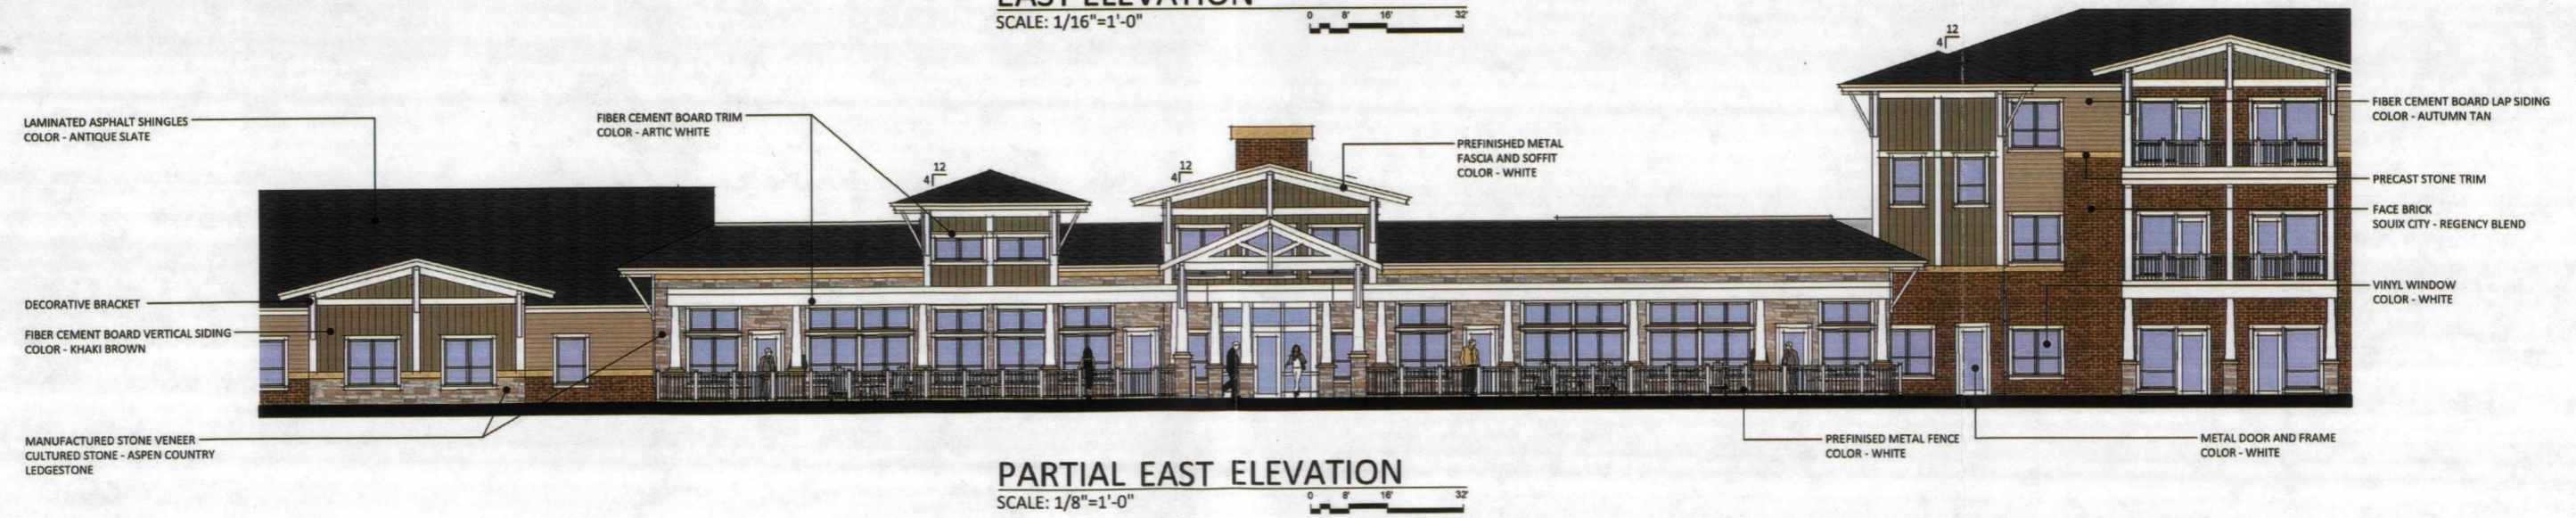 EAST ELEVATION
SCALE: 1/16"=1'-0"
0 8' 16' 32'
12
4
LAMINATED ASPHALT SHINGLES
COLOR - ANTIQUE SLATE
FIBER CEMENT BOARD TRIM
COLOR - ARTIC WHITE
12
4
12
4
PREFINISHED METAL
FASCIA AND SOFFIT
COLOR - WHITE
FIBER CEMENT BOARD LAP SIDING
COLOR - AUTUMN TAN
PRECAST STONE TRIM
FACE BRICK
SOUIX CITY - REGENCY BLEND
DECORATIVE BRACKET
VINYL WINDOW
COLOR - WHITE
FIBER CEMENT BOARD VERTICAL SIDING
COLOR - KHAKI BROWN
MANUFACTURED STONE VENEER
CULTURED STONE - ASPEN COUNTRY
LEDGESTONE
PREFINISED METAL FENCE
COLOR - WHITE
METAL DOOR AND FRAME
COLOR - WHITE
PARTIAL EAST ELEVATION
SCALE: 1/8"=1'-0"
0 8' 16' 32'